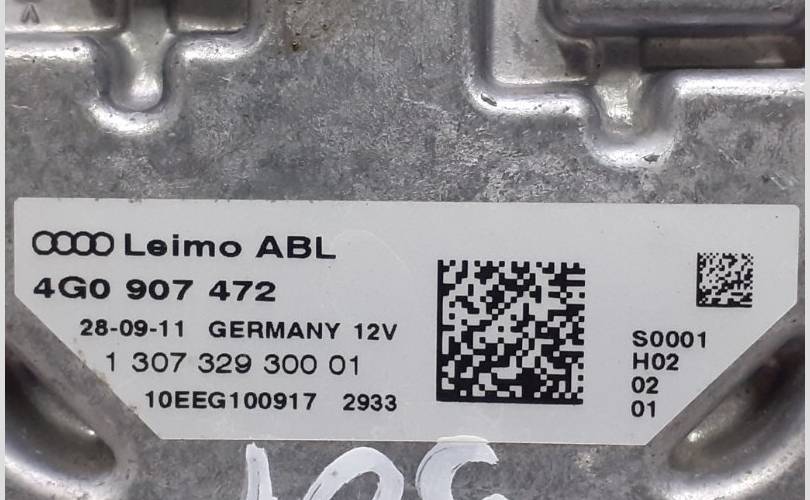 Leimo ABL
4G0 907 472
28-09-11 GERMANY 12V
1 307 329 300 01
10EEG100917 2933
S0001
H02
02
01